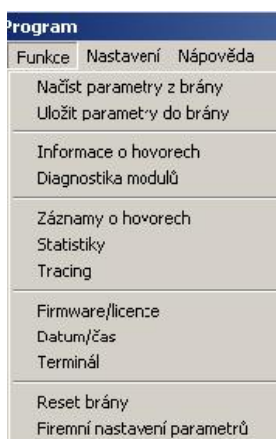 Program
Funkce Nastavení Nápověda
Načíst parametry z brány
Uložit parametry do brány
Informace o hovorech
Diagnostika modulů
Záznamy o hovorech
Statistiky
Tracing
Firmware/licence
Datum/čas
Terminál
Reset brány
Firemní nastavení parametrů